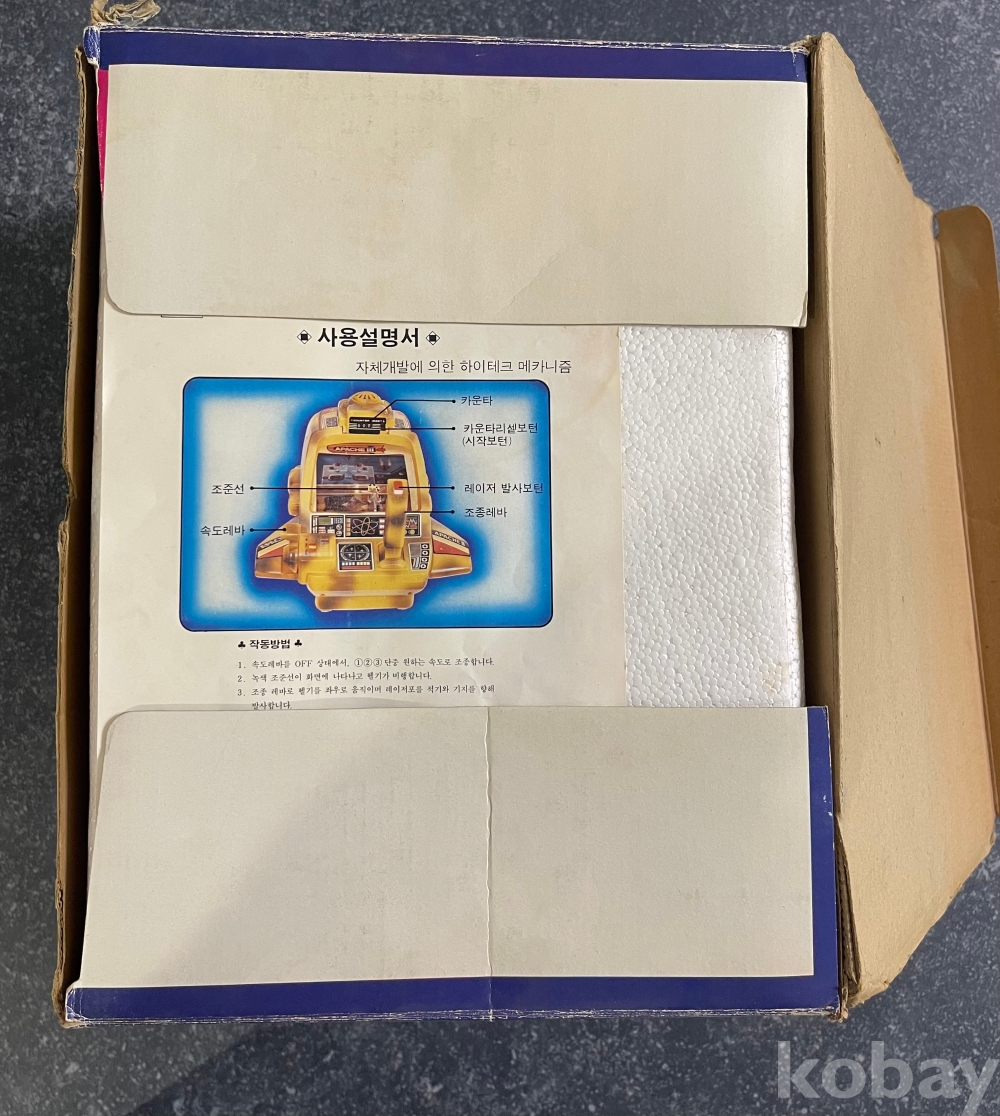 사용설명서
자체개발에 의한 하이테크 메카니즘
카운타
카운타리셑보턴
(시작보턴)
APACHE III
조준선
레이저 발사보턴
조종레바
속도레바
APACHE
♣ 작동방법 ♣
1. 속도레바를 OFF 상태에서, ①②③단중 원하는 속도로 조종합니다.
2. 녹색 조준선이 화면에 나타나고 헬기가 비행합니다.
3. 조종 레바로 헬기를 좌우로 움직이며 레이저포를 적기와 기지를 향해
발사합니다.
kobay